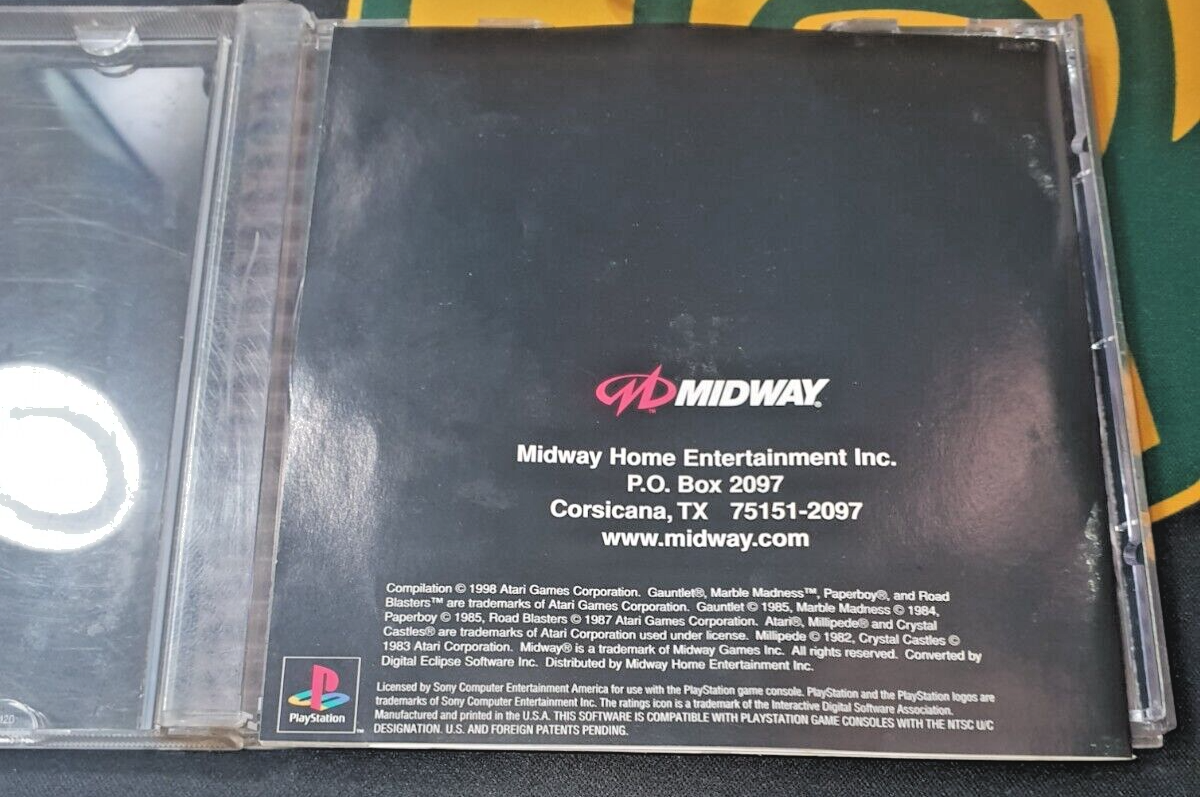 MIDWAY
Midway Home Entertainment Inc.
P.O. Box 2097
Corsicana, TX 75151-2097
www.midway.com
Compilation © 1998 Atari Games Corporation. Gauntlet®, Marble Madness™, Paperboy®, and Road
Blasters™ are trademarks of Atari Games Corporation. Gauntlet © 1985, Marble Madness © 1984,
Paperboy © 1985, Road Blasters © 1987 Atari Games Corporation. Atari®, Millipede® and Crystal
Castles® are trademarks of Atari Corporation used under license. Millipede © 1982, Crystal Castles ©
1983 Atari Corporation. Midway® is a trademark of Midway Games Inc. All rights reserved. Converted by
Digital Eclipse Software Inc. Distributed by Midway Home Entertainment Inc.
PlayStation™
Licensed by Sony Computer Entertainment America for use with the PlayStation game console. PlayStation and the PlayStation logos are
trademarks of Sony Computer Entertainment Inc. The ratings icon is a trademark of the Interactive Digital Software Association.
Manufactured and printed in the U.S.A. THIS SOFTWARE IS COMPATIBLE WITH PLAYSTATION GAME CONSOLES WITH THE NTSC U/C
DESIGNATION. U.S. AND FOREIGN PATENTS PENDING.